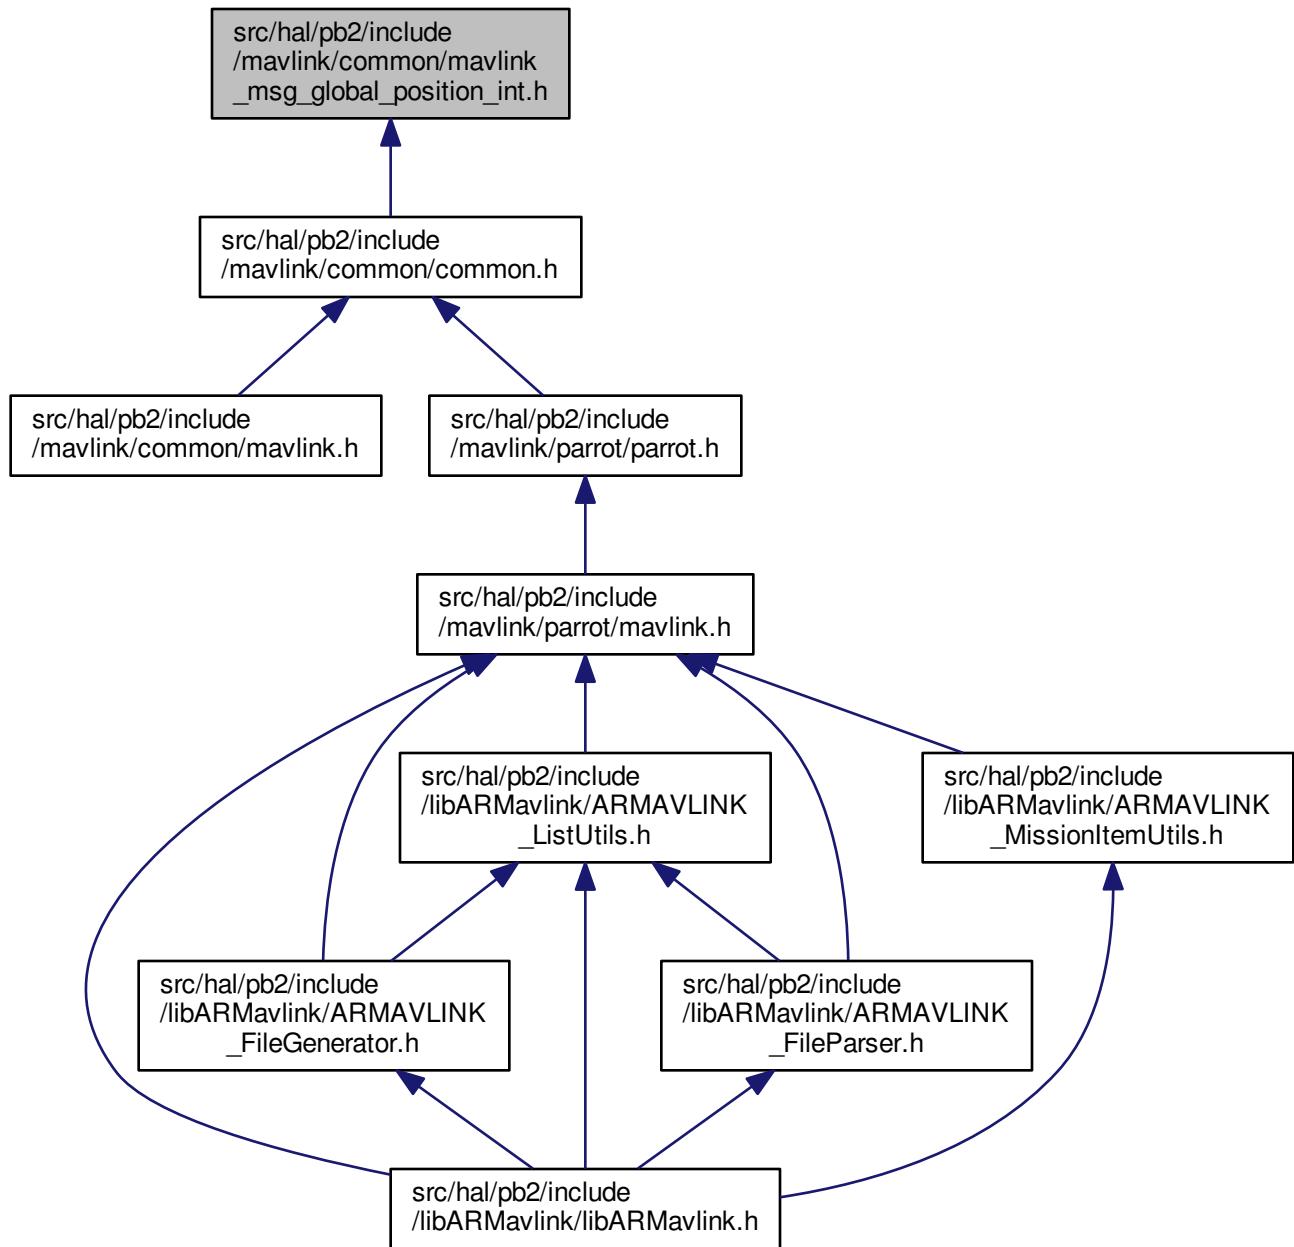 src/hal/pb2/include
/mavlink/common/mavlink
_msg_global_position_int.h
src/hal/pb2/include
/mavlink/common/common.h
src/hal/pb2/include
/mavlink/common/mavlink.h
src/hal/pb2/include
/mavlink/parrot/parrot.h
src/hal/pb2/include
/mavlink/parrot/mavlink.h
src/hal/pb2/include
/libARMavlink/ARMAVLINK
_ListUtils.h
src/hal/pb2/include
/libARMavlink/ARMAVLINK
_MissionItemUtils.h
src/hal/pb2/include
/libARMavlink/ARMAVLINK
_FileGenerator.h
src/hal/pb2/include
/libARMavlink/ARMAVLINK
_FileParser.h
src/hal/pb2/include
/libARMavlink/libARMavlink.h